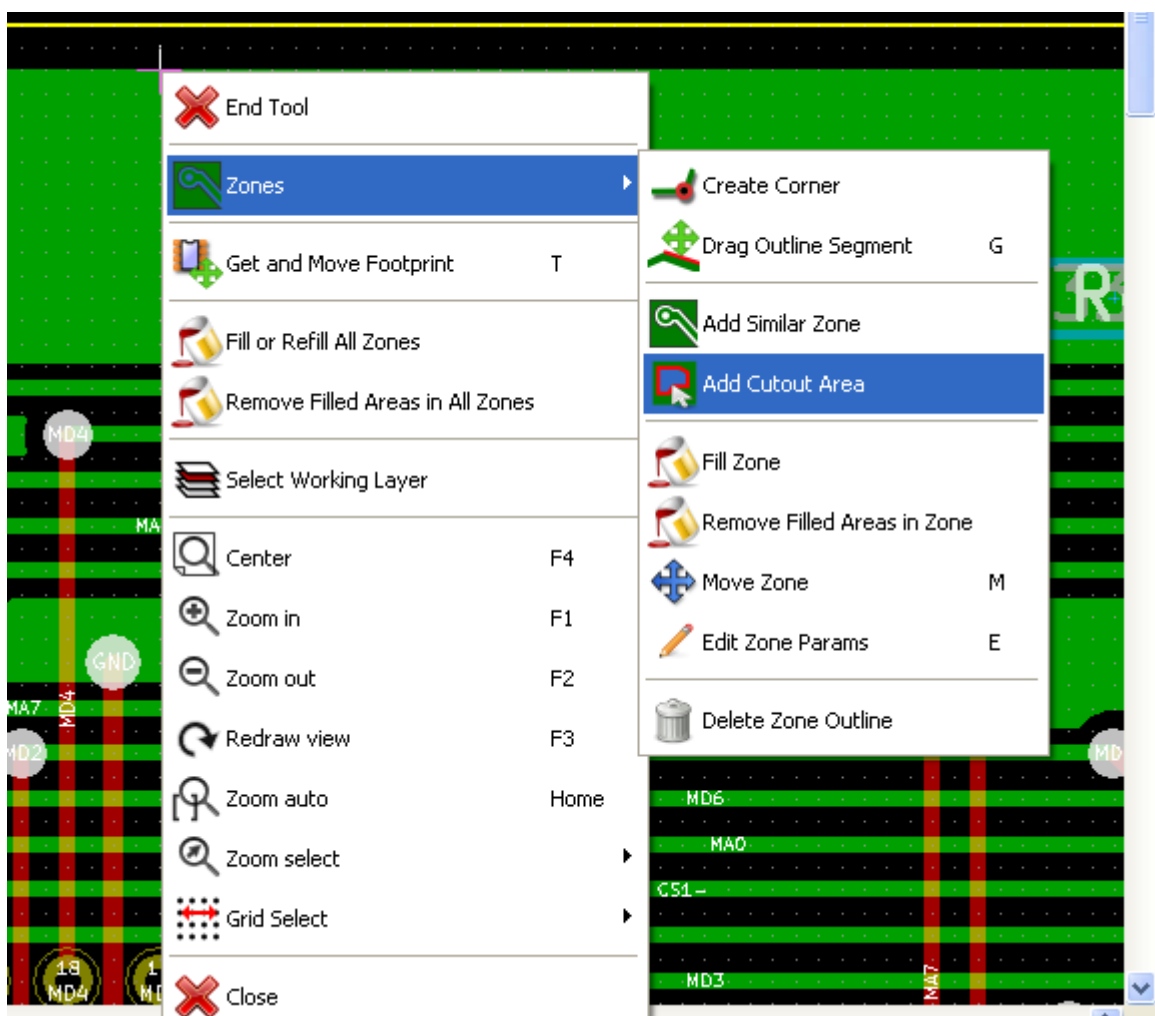 End Tool
Zones
Get and Move Footprint T
Fill or Refill All Zones
Remove Filled Areas in All Zones
Select Working Layer
Center F4
Zoom in F1
Zoom out F2
Redraw view F3
Zoom auto Home
Zoom select
Grid Select
Close
Create Corner
Drag Outline Segment G
Add Similar Zone
Add Cutout Area
Fill Zone
Remove Filled Areas in Zone
Move Zone M
Edit Zone Params E
Delete Zone Outline
R
MD4
MA
GND
MA7
MD4
MD2
MD
MD6
MA0
CS1-
MD3
MA7
18
MD4
1